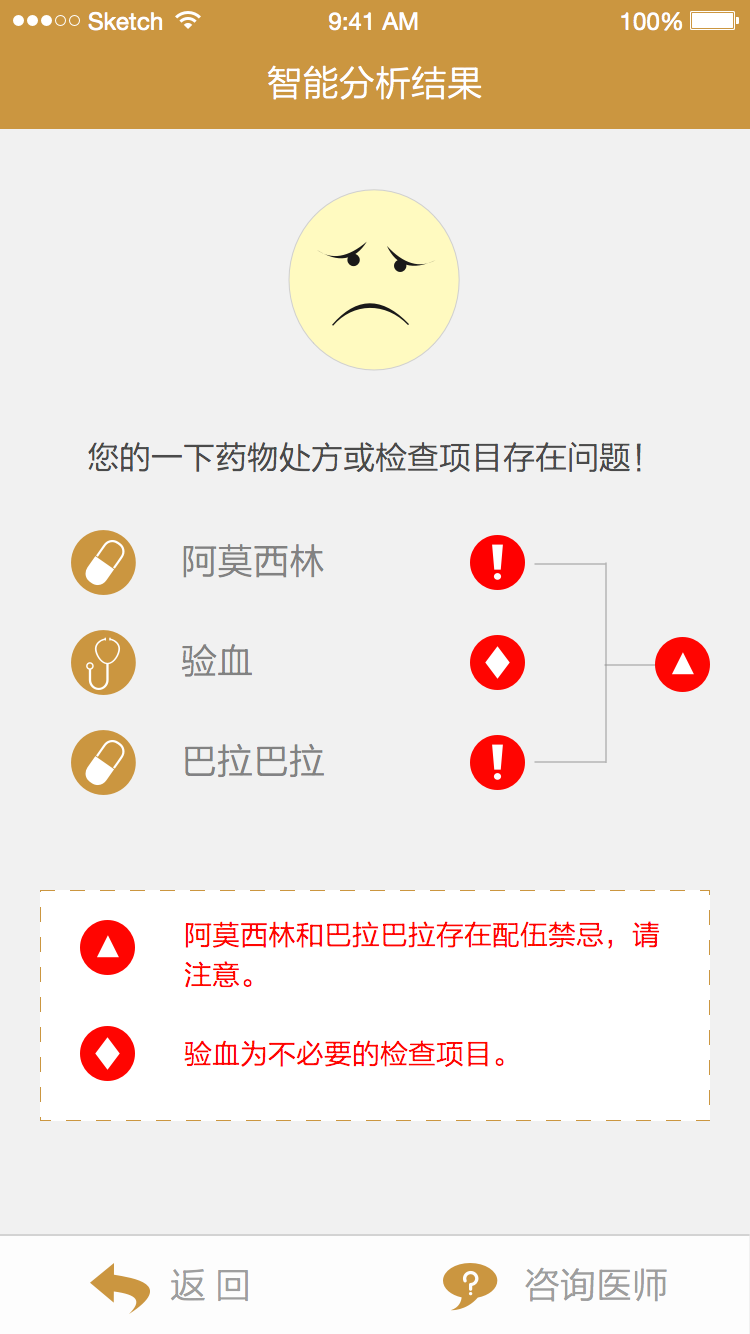 Sketch 9:41 AM 100%
智能分析结果
您的一下药物处方或检查项目存在问题！
阿莫西林
验血
巴拉巴拉
阿莫西林和巴拉巴拉存在配伍禁忌，请
注意。
验血为不必要的检查项目。
返 回 咨询医师